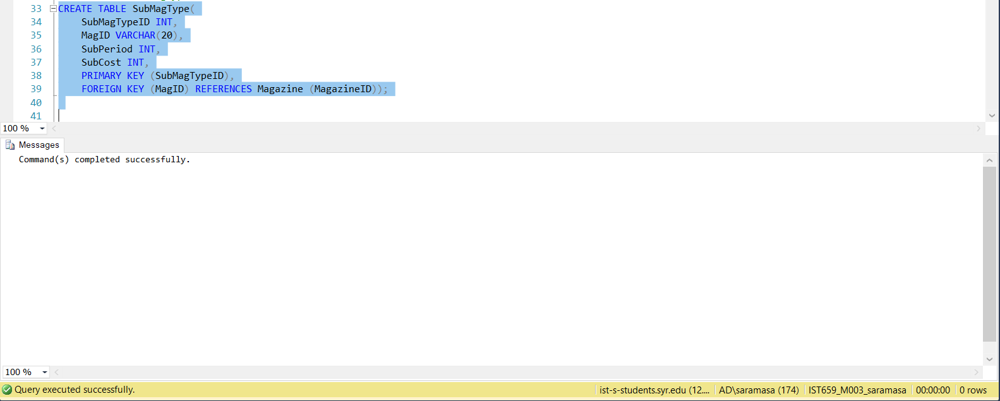 33 CREATE TABLE SubMagType(
34 SubMagTypeID INT,
35 MagID VARCHAR(20),
36 SubPeriod INT,
37 SubCost INT,
38 PRIMARY KEY (SubMagTypeID),
39 FOREIGN KEY (MagID) REFERENCES Magazine (MagazineID));
40
41
100 %
Messages
Command(s) completed successfully.
100 %
Query executed successfully. ist-s-students.syr.edu (12.... AD\saramasa (174) IST659_M003_saramasa 00:00:00 0 rows